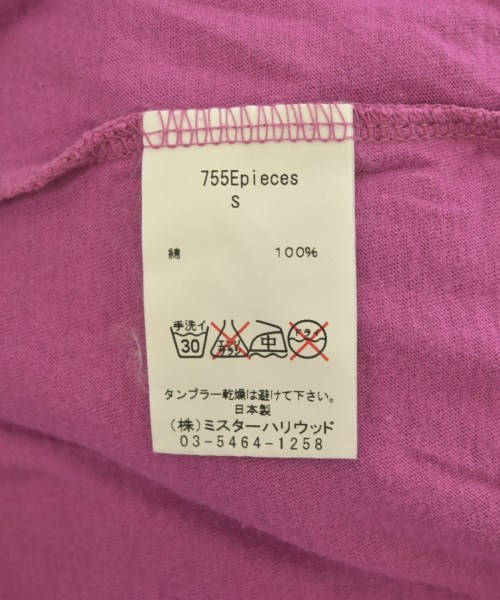 755Epieces
S
綿 100%
手洗イ
30 エンソ サラシ 中 ドライ
タンブラー乾燥は避けて下さい。
日本製
(株)ミスターハリウッド
03-5464-1258